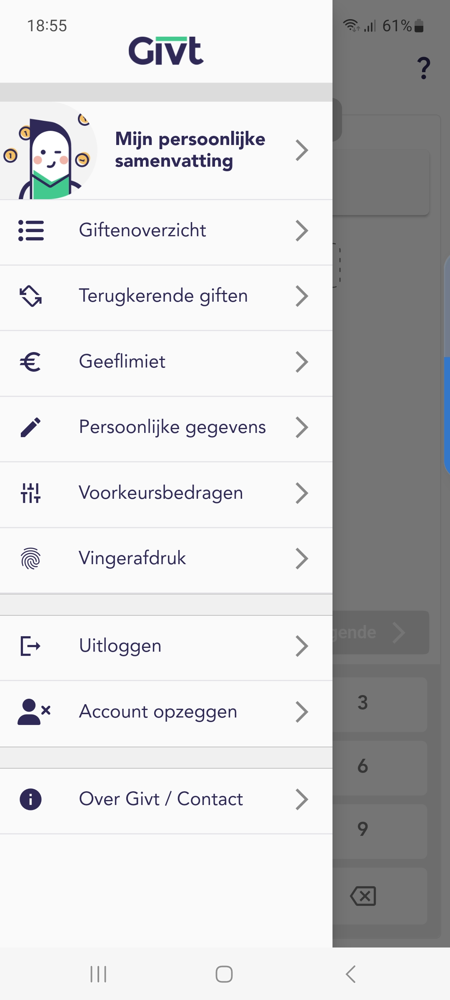 18:55
61%
Givt
?
Mijn persoonlijke
samenvatting
Giftenoverzicht
Terugkerende giften
Geeflimiet
Persoonlijke gegevens
Voorkeursbedragen
Vingerafdruk
gende
Uitloggen
3
Account opzeggen
6
Over Givt / Contact
9